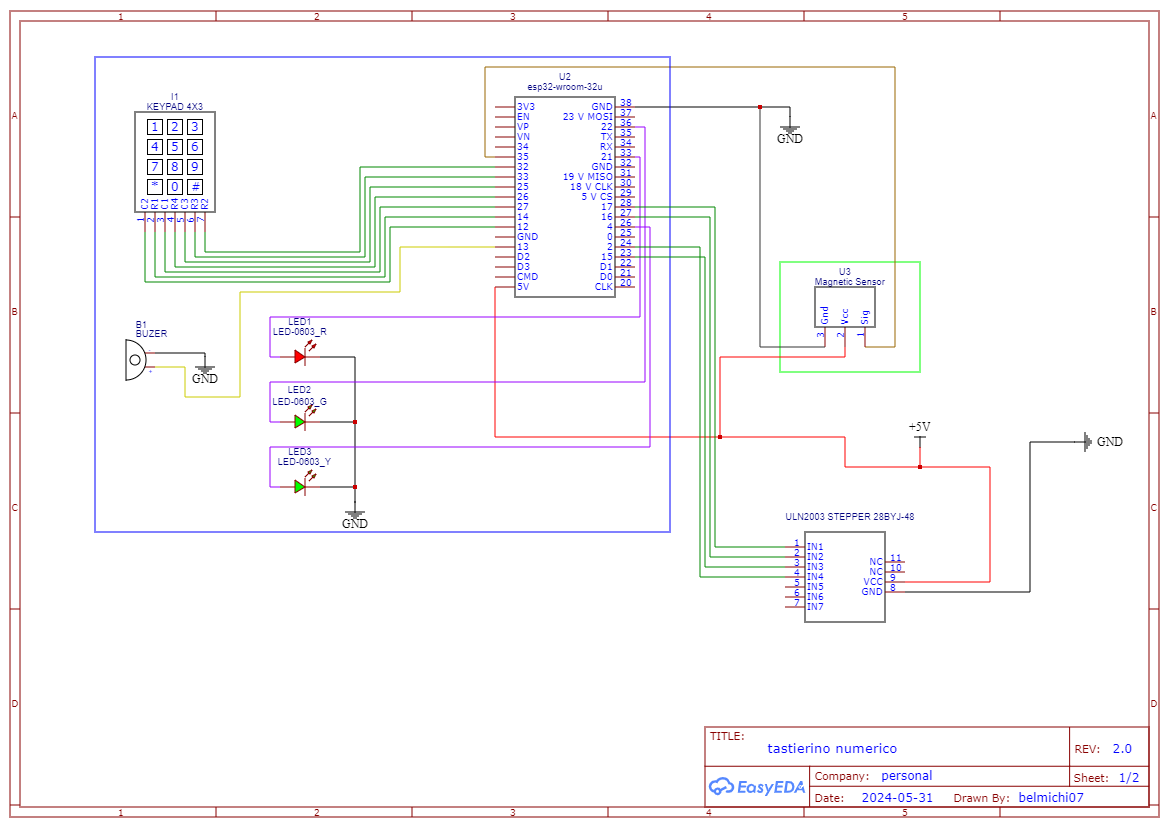 1 2 3 4 5
A A
B B
C C
D D
I1
KEYPAD 4X3
1 2 3
4 5 6
7 8 9
* 0 #
C2 R1 C1 R4 C3 R3 R2
1 2 3 4 5 6 7
B1
BUZER
GND
LED1
LED-0603_R
LED2
LED-0603_G
LED3
LED-0603_Y
GND
U2
esp32-wroom-32u
3V3 GND 38
EN 23 V MOSI 37
VP 22 36
VN TX 35
34 RX 34
35 21 33
32 GND 32
33 19 V MISO 31
25 18 V CLK 30
26 5 V CS 29
27 17 28
14 16 27
12 4 26
GND 0 25
13 2 24
D2 15 23
D3 D1 22
CMD D0 21
5V CLK 20
GND
U3
Magnetic Sensor
Gnd Vcc Sig
3 2 1
+5V
GND
ULN2003 STEPPER 28BYJ-48
1 IN1
2 IN2
3 IN3 NC 11
4 IN4 NC 10
5 IN5 VCC 9
6 IN6 GND 8
7 IN7
TITLE:
tastierino numerico
REV: 2.0
EasyEDA
Company: personal
Sheet: 1/2
Date: 2024-05-31 Drawn By: belmichi07
1 2 3 4 5